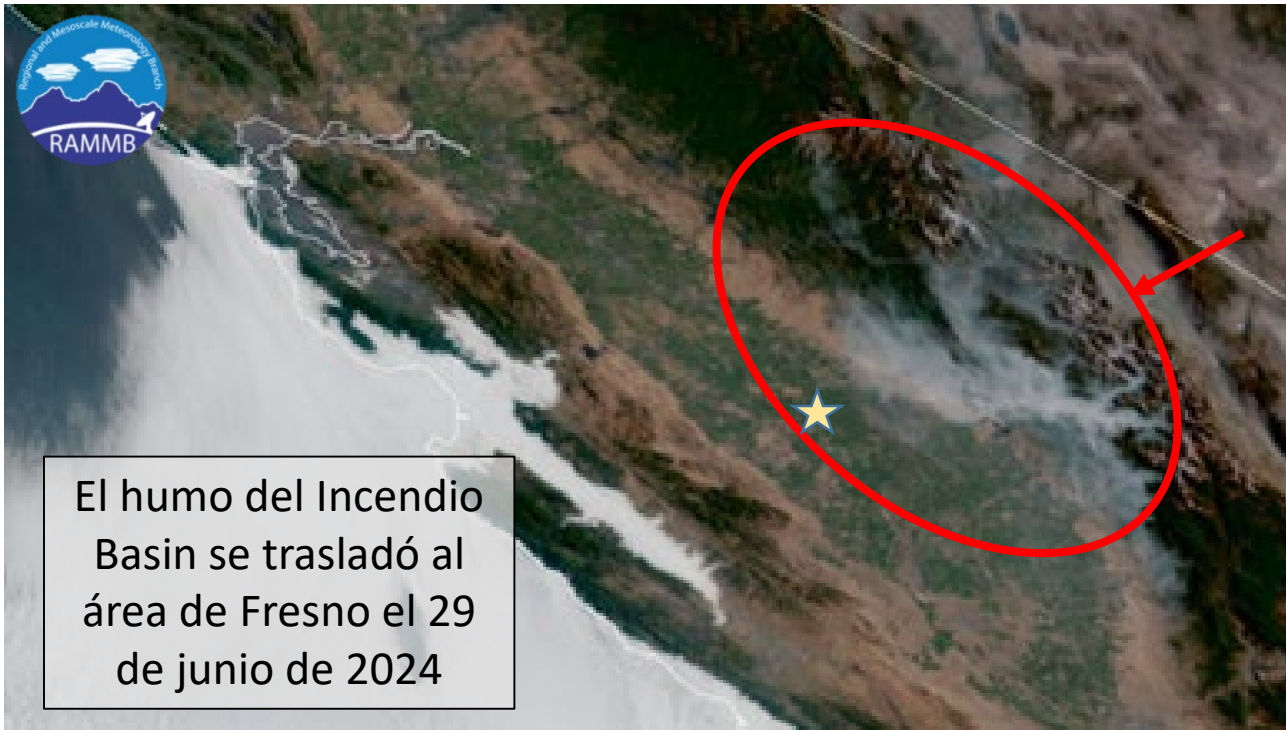 Regional and Mesoscale Meteorology Branch
RAMMB
El humo del Incendio
Basin se trasladó al
área de Fresno el 29
de junio de 2024